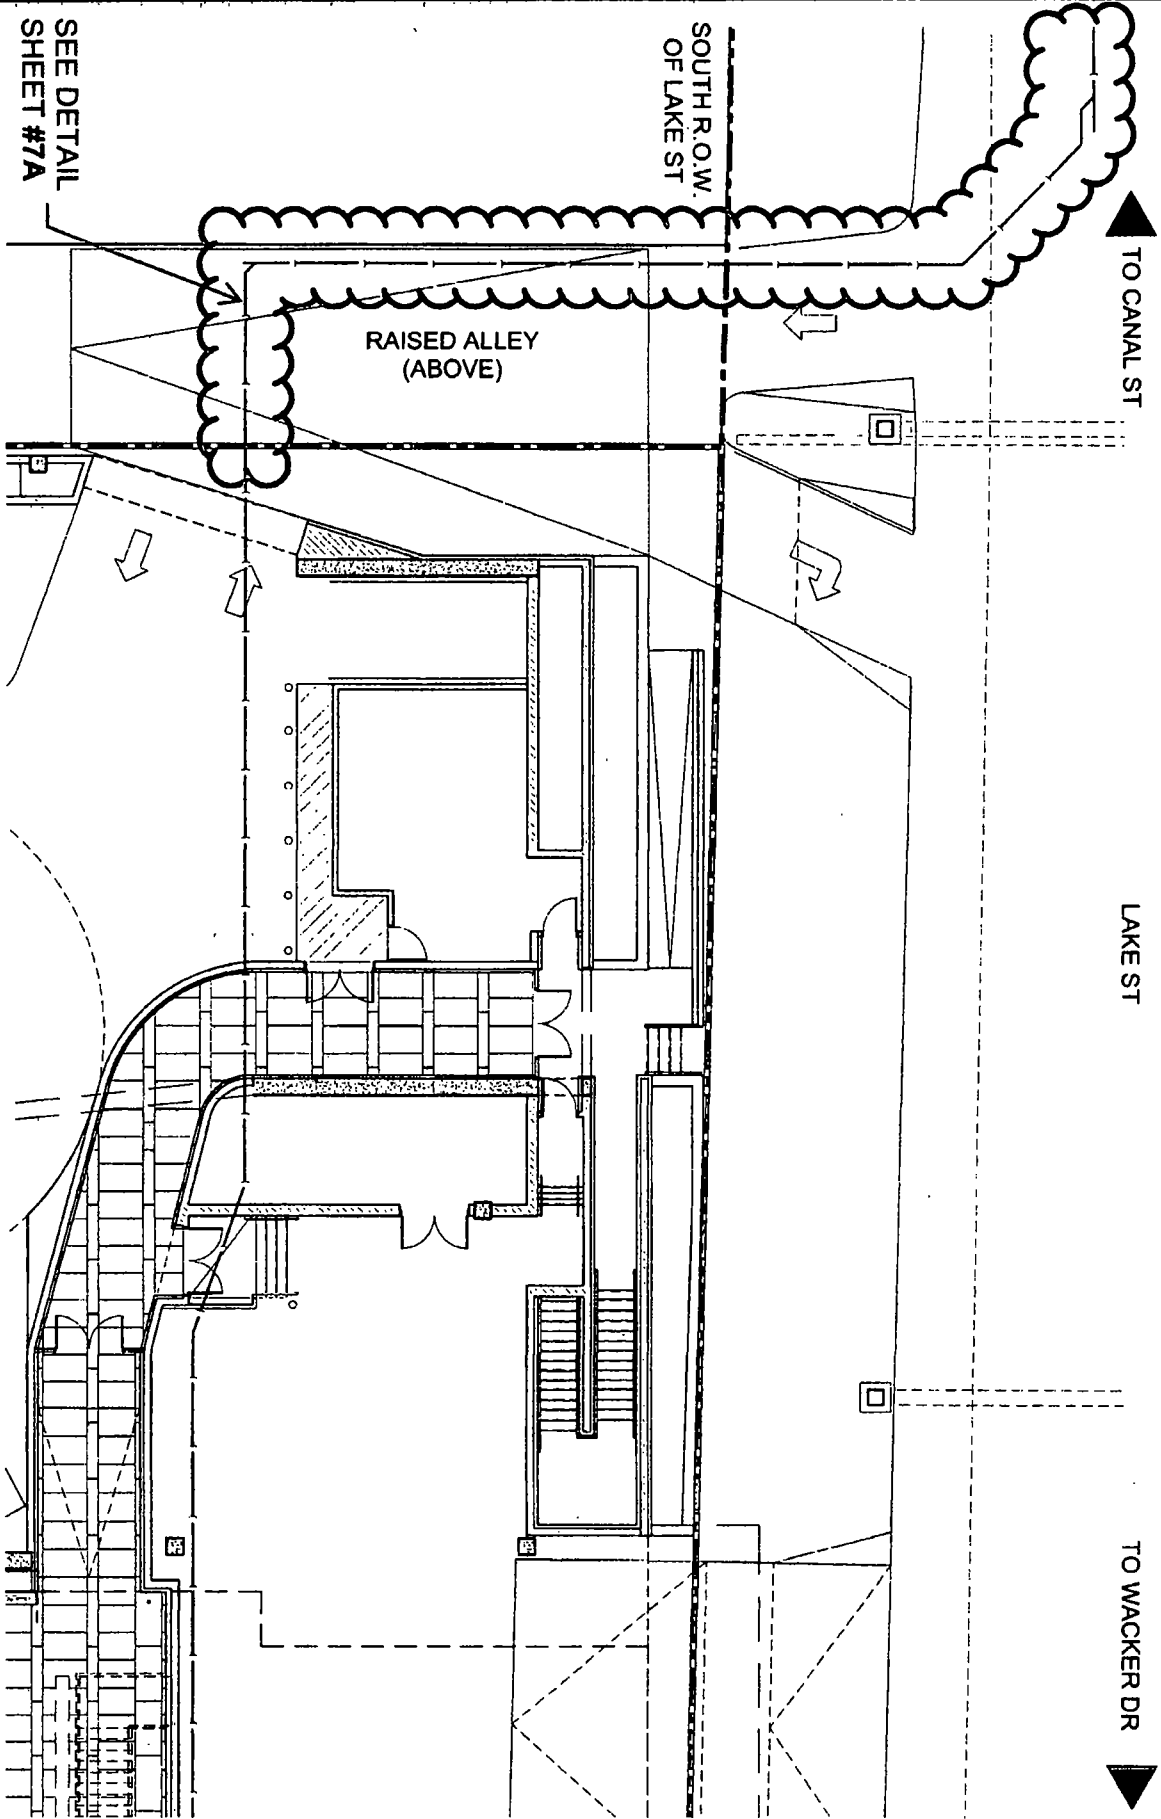 SEE DETAIL
SHEET #7A
SOUTH R.O.W.
OF LAKE ST
TO CANAL ST
RAISED ALLEY
(ABOVE)
LAKE ST
TO WACKER DR